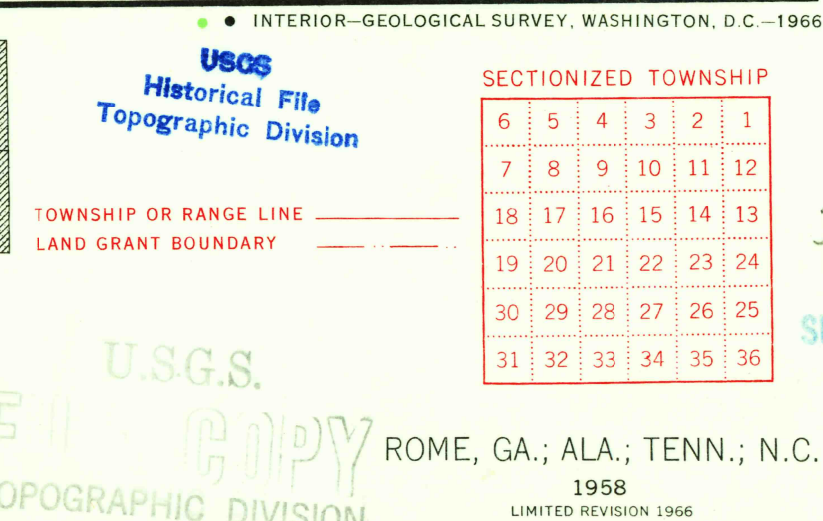 INTERIOR—GEOLOGICAL SURVEY, WASHINGTON, D.C.—1966
USGS
Historical File
Topographic Division
SECTIONIZED TOWNSHIP
6 5 4 3 2 1
7 8 9 10 11 12
18 17 16 15 14 13
19 20 21 22 23 24
30 29 28 27 26 25
31 32 33 34 35 36
TOWNSHIP OR RANGE LINE
LAND GRANT BOUNDARY
U.S.G.S.
COPY
TOPOGRAPHIC DIVISION
ROME, GA.; ALA.; TENN.; N.C.
1958
LIMITED REVISION 1966